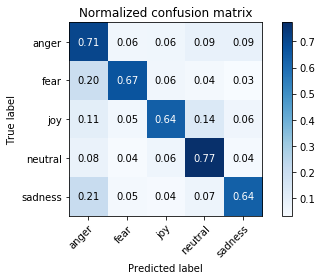 Normalized confusion matrix
anger 0.71 0.06 0.06 0.09 0.09
fear 0.20 0.67 0.06 0.04 0.03
joy 0.11 0.05 0.64 0.14 0.06
neutral 0.08 0.04 0.06 0.77 0.04
sadness 0.21 0.05 0.04 0.07 0.64
True label
anger fear joy neutral sadness
Predicted label
0.7
0.6
0.5
0.4
0.3
0.2
0.1